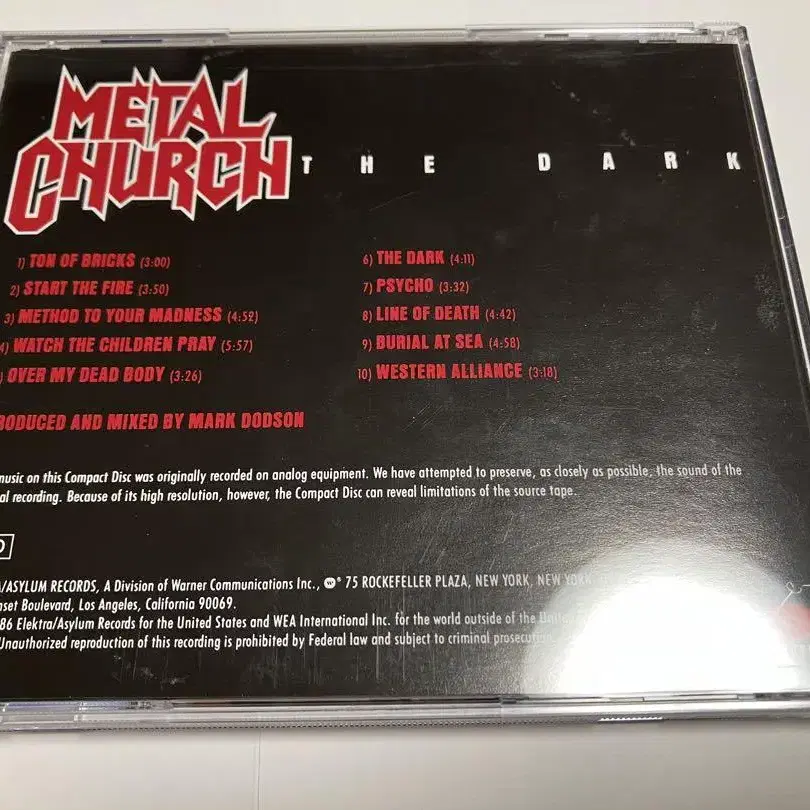 METAL CHURCH
THE DARK
1) TON OF BRICKS (3:00)
2) START THE FIRE (3:50)
3) METHOD TO YOUR MADNESS (4:52)
4) WATCH THE CHILDREN PRAY (5:57)
) OVER MY DEAD BODY (3:26)
6) THE DARK (4:11)
7) PSYCHO (3:32)
8) LINE OF DEATH (4:42)
9) BURIAL AT SEA (4:58)
10) WESTERN ALLIANCE (3:18)
RODUCED AND MIXED BY MARK DODSON
music on this Compact Disc was originally recorded on analog equipment. We have attempted to preserve, as closely as possible, the sound of the
al recording. Because of its high resolution, however, the Compact Disc can reveal limitations of the source tape.
D
/ASYLUM RECORDS, A Division of Warner Communications Inc., ® 75 ROCKEFELLER PLAZA, NEW YORK, NEW YORK
nset Boulevard, Los Angeles, California 90069.
86 Elektra/Asylum Records for the United States and WEA International Inc. for the world outside of the United
Unauthorized reproduction of this recording is prohibited by Federal law and subject to criminal prosecution.